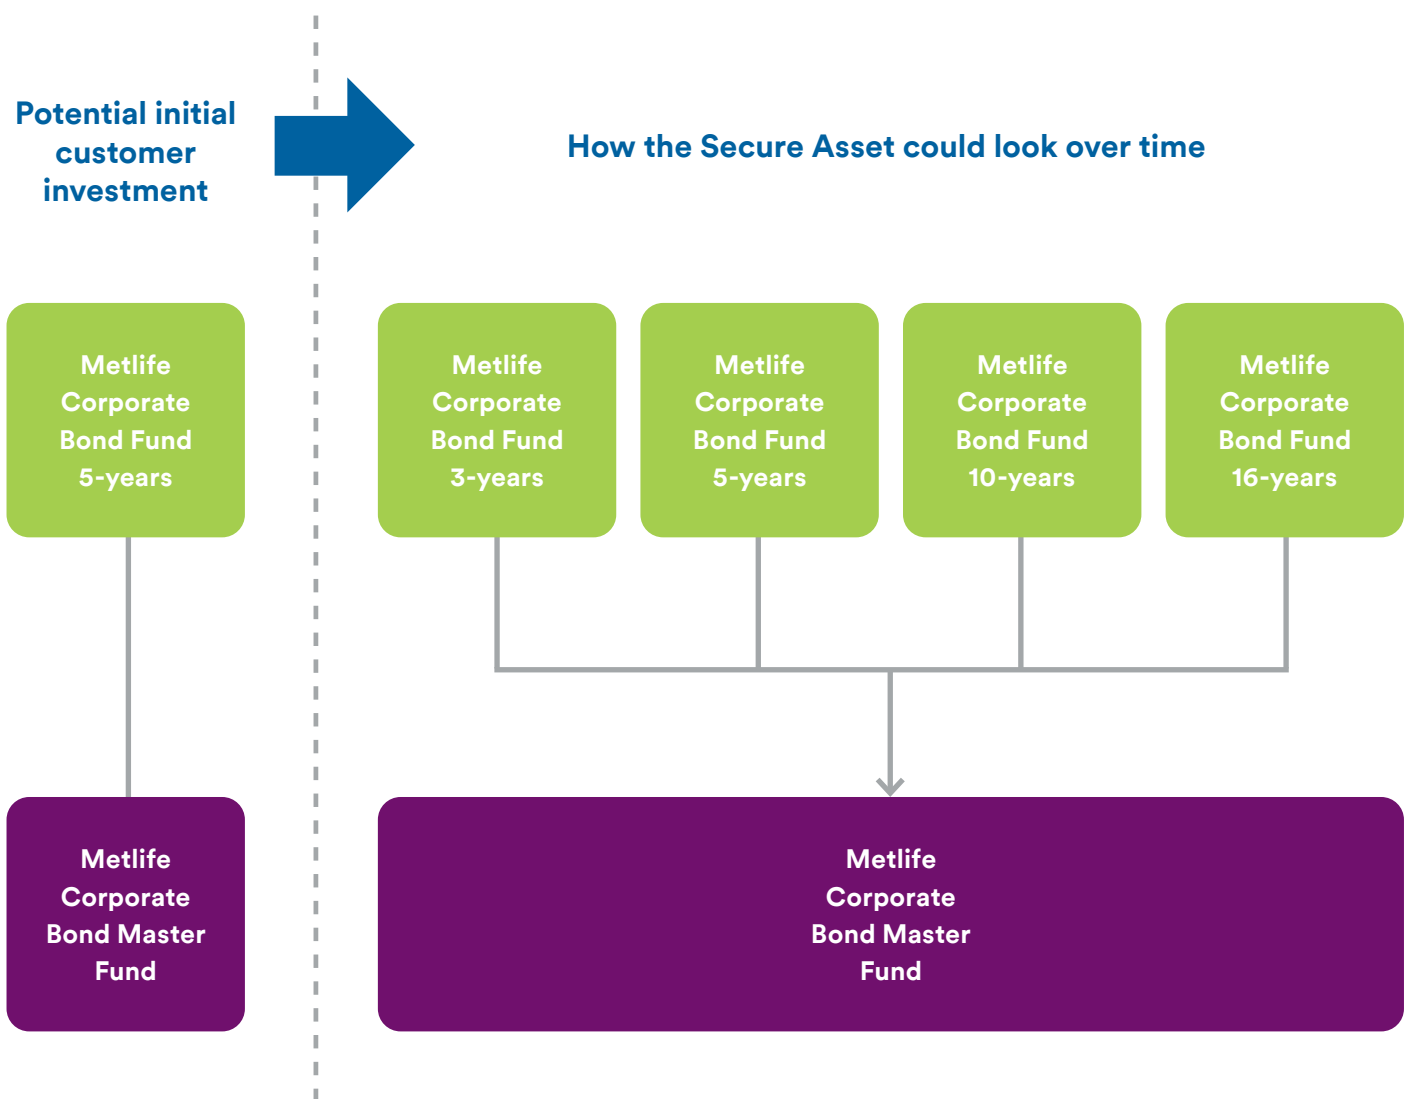 Potential initial
customer
investment
How the Secure Asset could look over time
Metlife
Corporate
Bond Fund
5-years
Metlife
Corporate
Bond Fund
3-years
Metlife
Corporate
Bond Fund
5-years
Metlife
Corporate
Bond Fund
10-years
Metlife
Corporate
Bond Fund
16-years
Metlife
Corporate
Bond Master
Fund
Metlife
Corporate
Bond Master
Fund